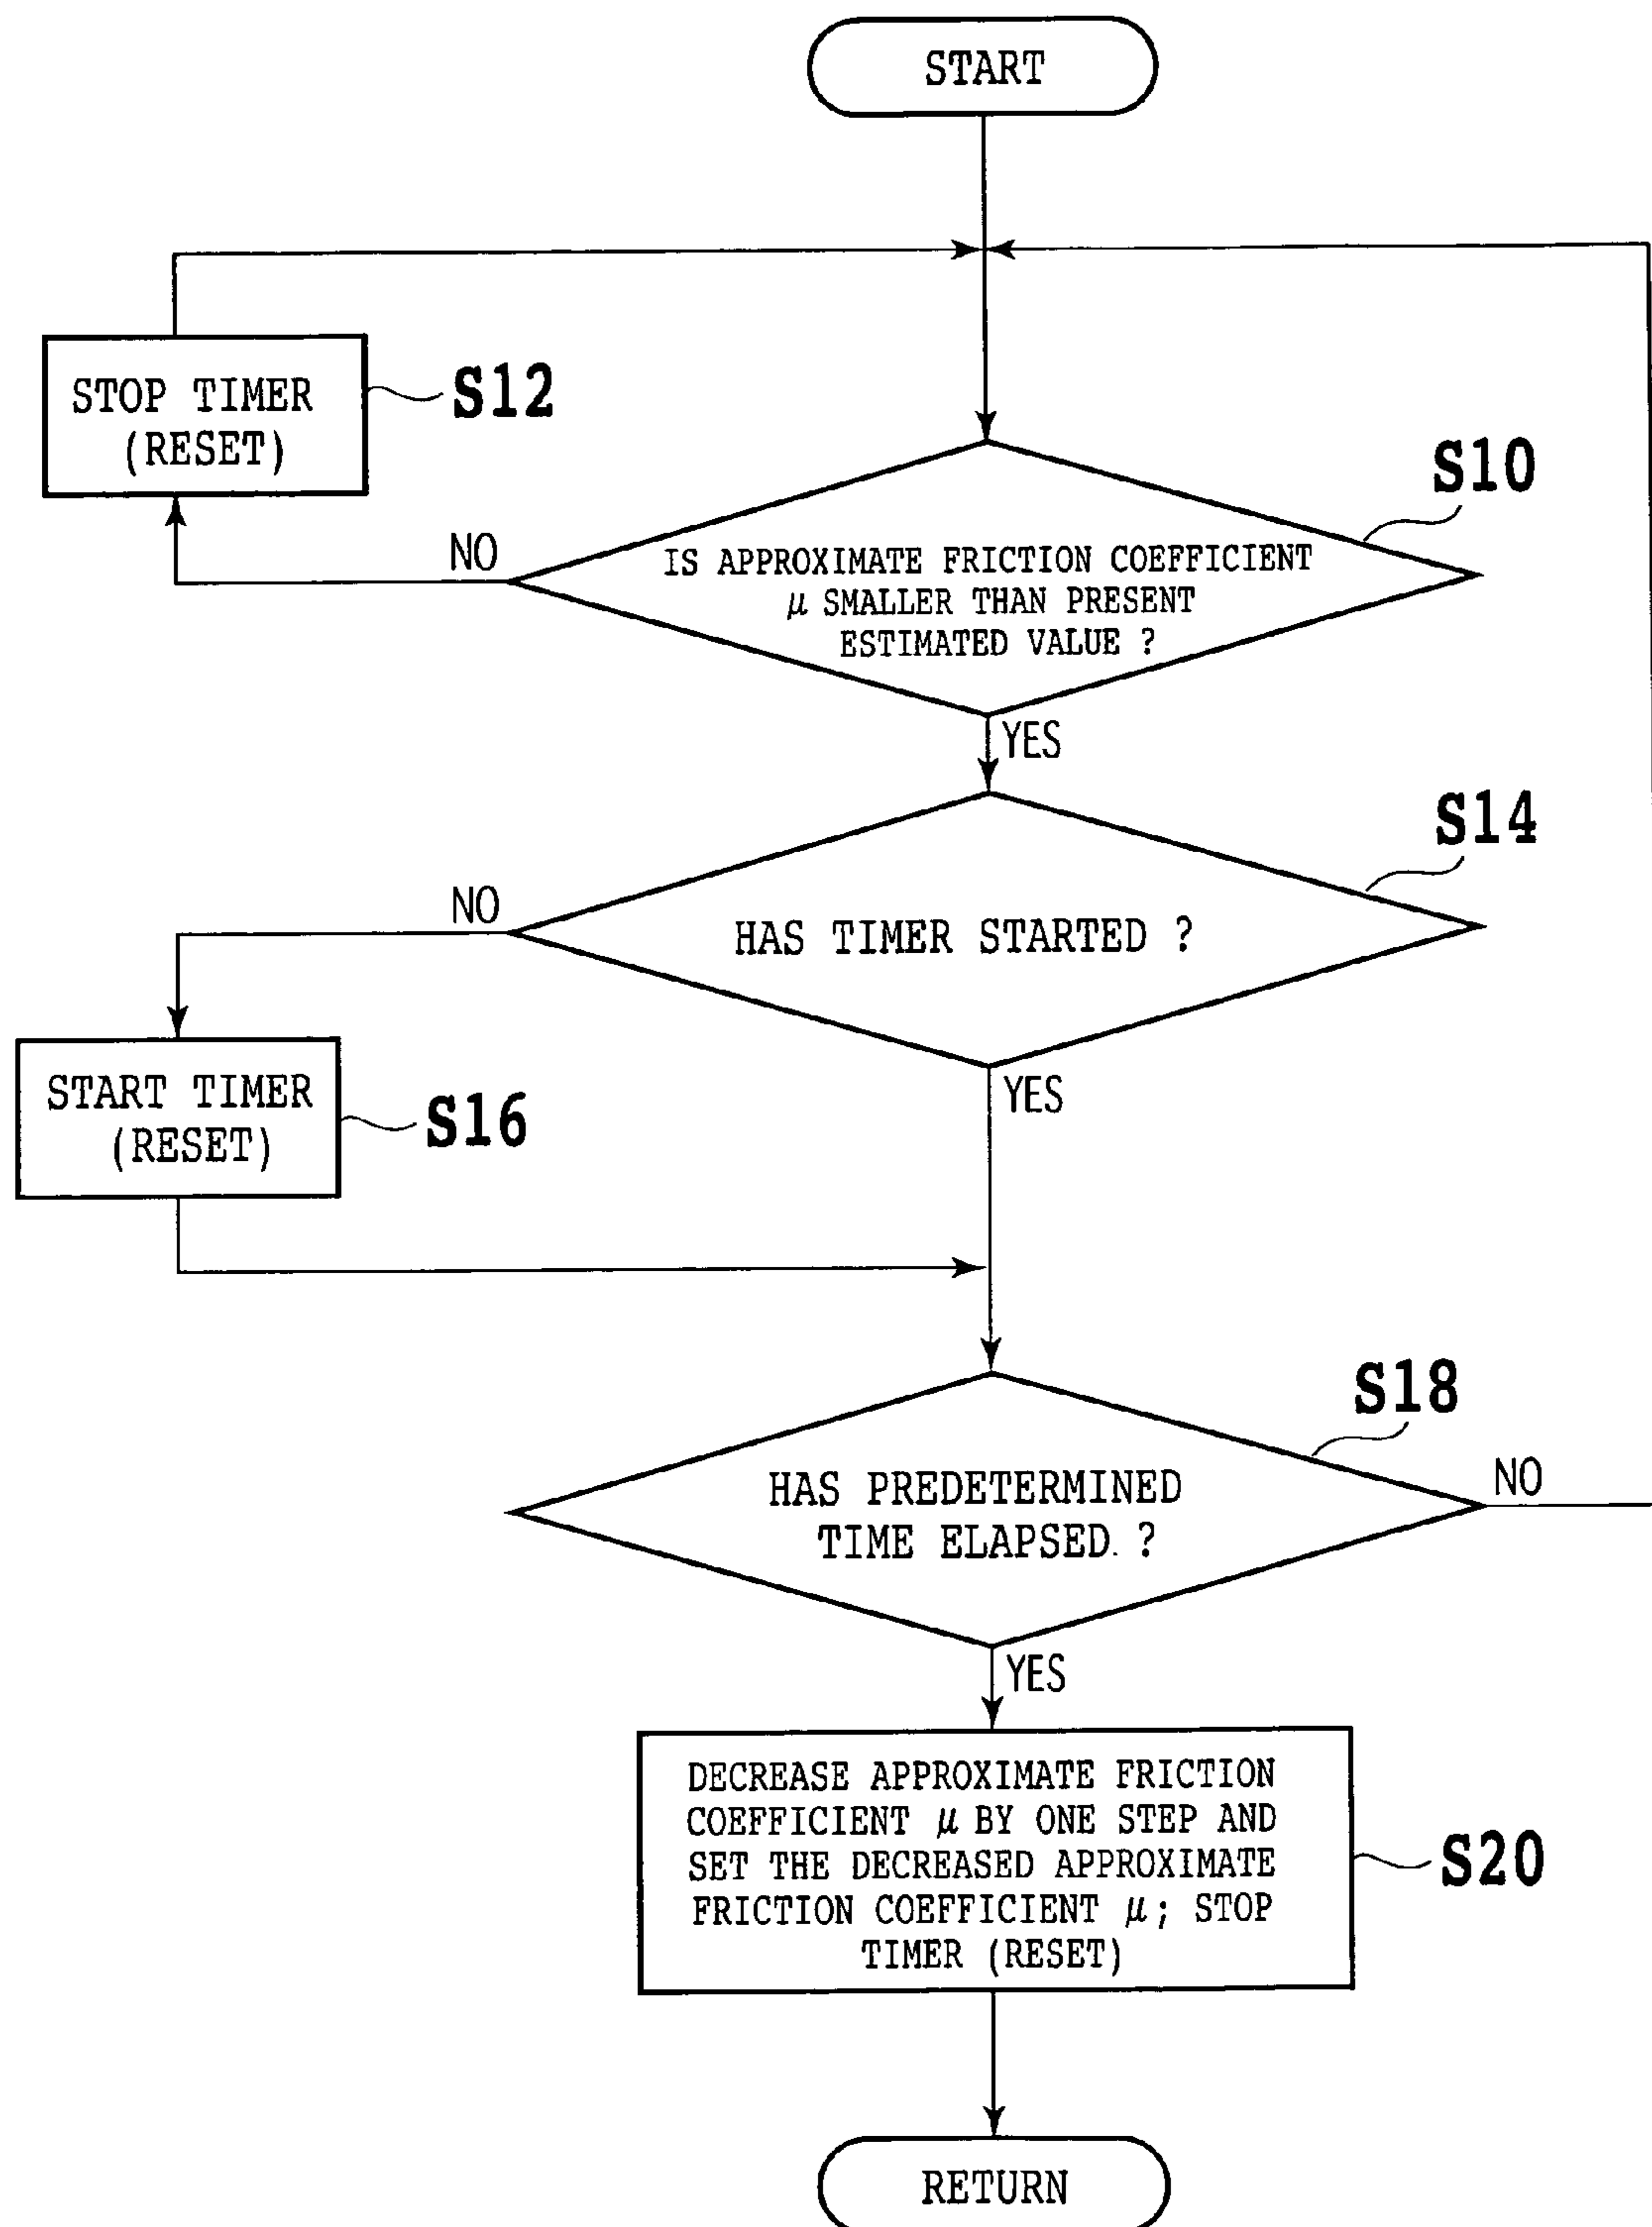 START
STOP TIMER
(RESET)
S12
S10
NO
IS APPROXIMATE FRICTION COEFFICIENT
μ SMALLER THAN PRESENT
ESTIMATED VALUE ?
YES
S14
NO
HAS TIMER STARTED ?
START TIMER
(RESET)
S16
YES
S18
HAS PREDETERMINED
TIME ELAPSED. ?
NO
YES
DECREASE APPROXIMATE FRICTION
COEFFICIENT μ BY ONE STEP AND
SET THE DECREASED APPROXIMATE
FRICTION COEFFICIENT μ; STOP
TIMER (RESET)
S20
RETURN